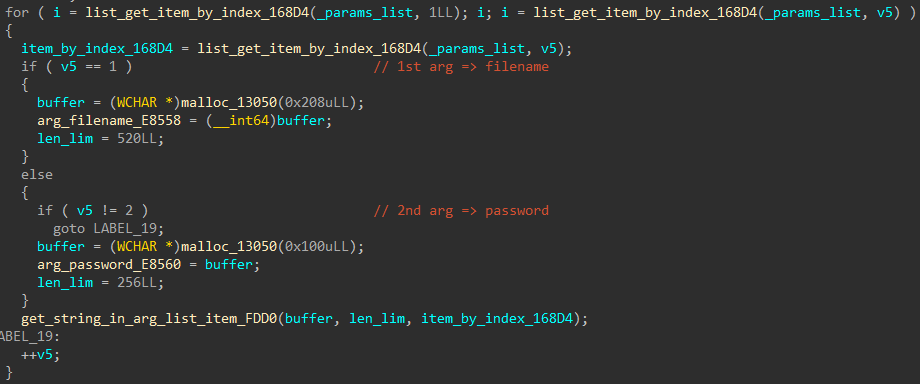 for ( i = list_get_item_by_index_168D4(_params_list, 1LL); i; i = list_get_item_by_index_168D4(_params_list, v5) )
{
  item_by_index_168D4 = list_get_item_by_index_168D4(_params_list, v5);
  if ( v5 == 1 )                              // 1st arg => filename
  {
    buffer = (WCHAR *)malloc_13050(0x208uLL);
    arg_filename_E8558 = (__int64)buffer;
    len_lim = 520LL;
  }
  else
  {
    if ( v5 != 2 )                            // 2nd arg => password
      goto LABEL_19;
    buffer = (WCHAR *)malloc_13050(0x100uLL);
    arg_password_E8560 = buffer;
    len_lim = 256LL;
  }
  get_string_in_arg_list_item_FDD0(buffer, len_lim, item_by_index_168D4);
ABEL_19:
  ++v5;
}